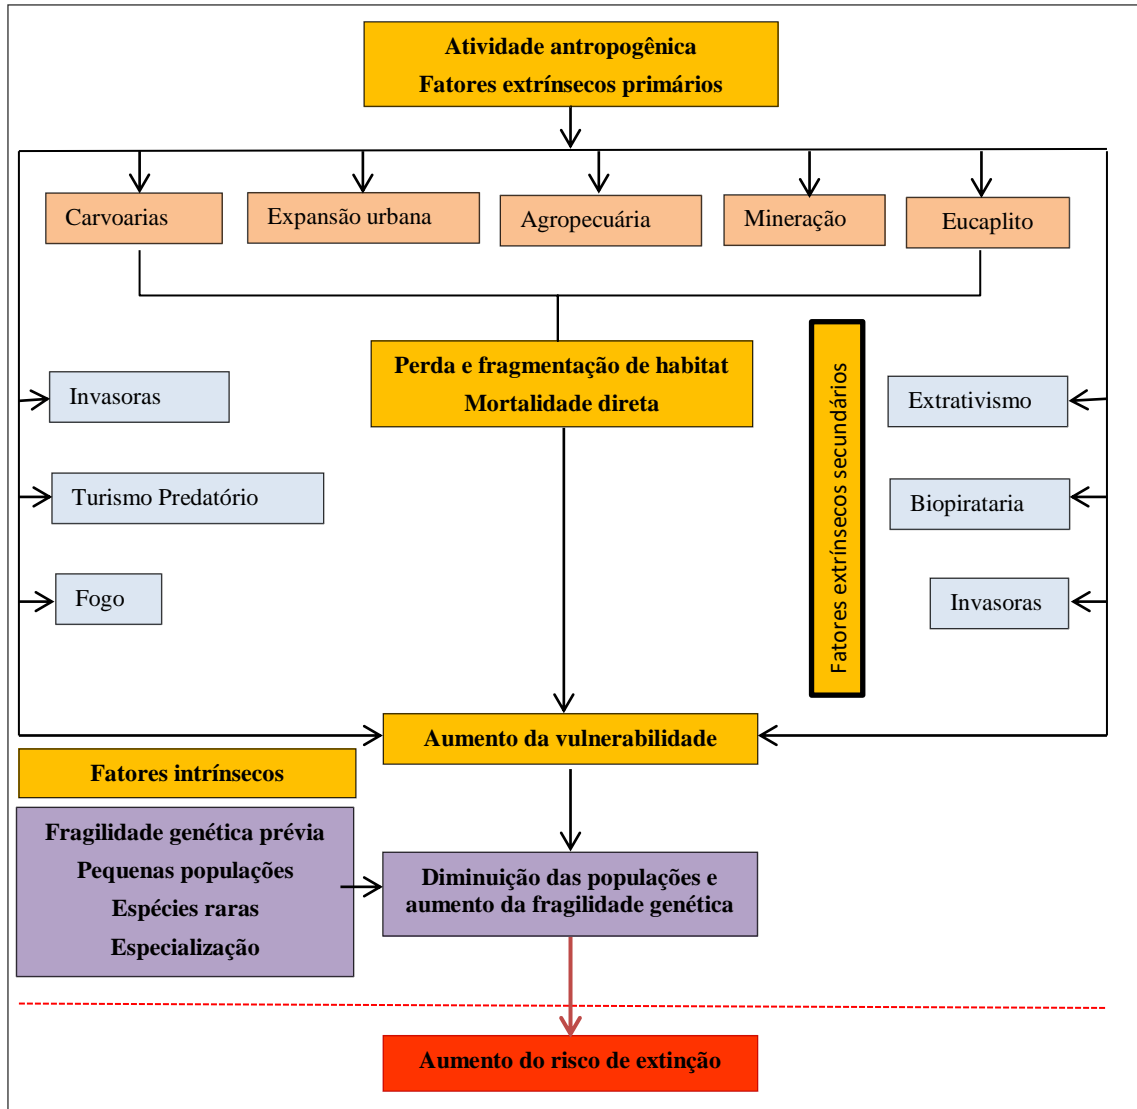 Atividade antropogênica
Fatores extrínsecos primários
Carvoarias
Expansão urbana
Agropecuária
Mineração
Eucaplito
Perda e fragmentação de habitat
Mortalidade direta
Fatores extrínsecos secundários
Invasoras
Extrativismo
Turismo Predatório
Biopirataria
Fogo
Invasoras
Aumento da vulnerabilidade
Fatores intrínsecos
Fragilidade genética prévia
Pequenas populações
Espécies raras
Especialização
Diminuição das populações e
aumento da fragilidade genética
Aumento do risco de extinção